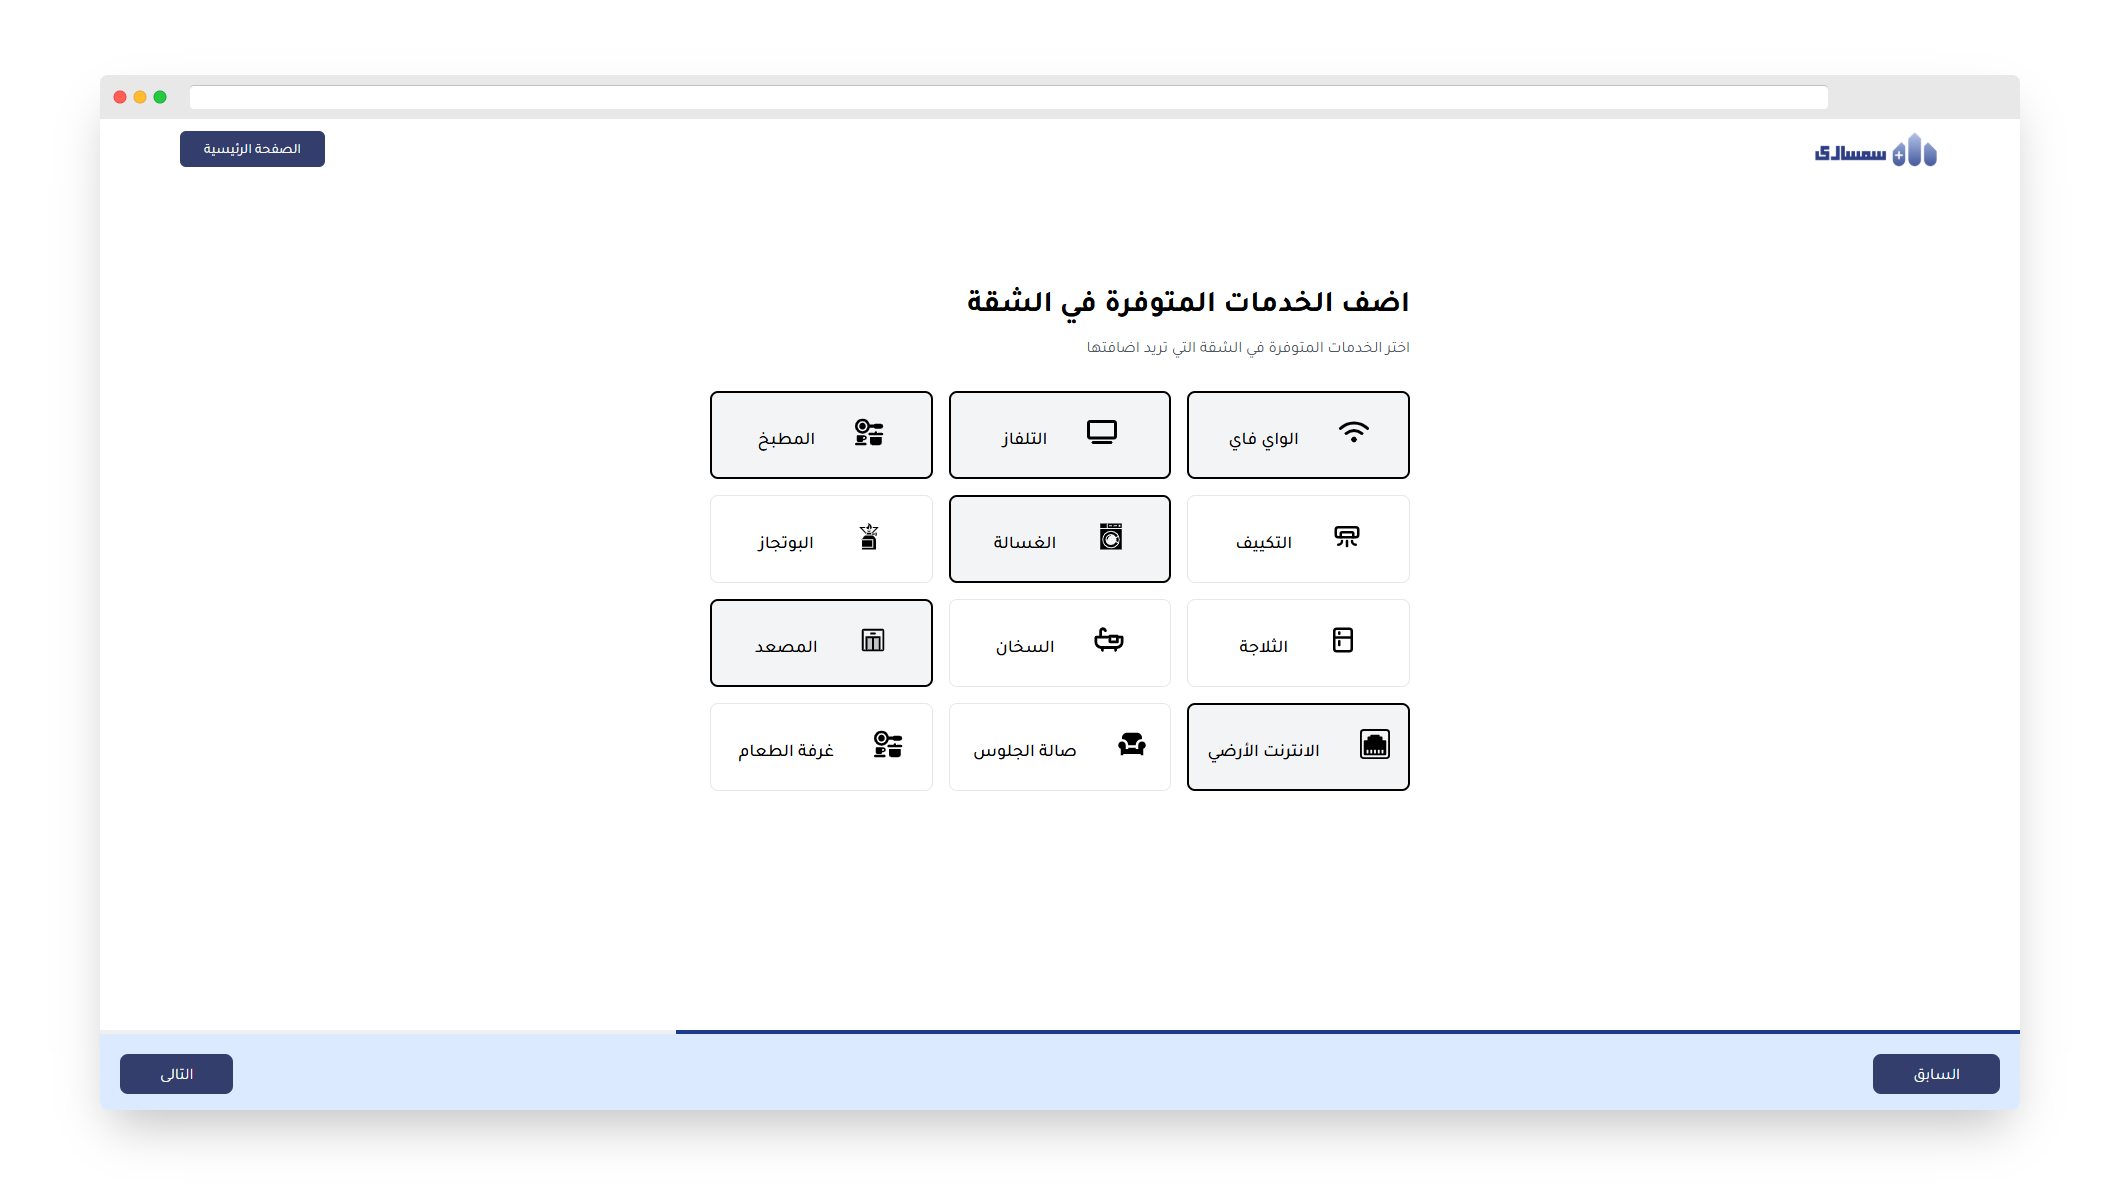 سمسارى
الصفحة الرئيسية
اضف الخدمات المتوفرة في الشقة
اختر الخدمات المتوفرة في الشقة التي تريد اضافتها
الواي فاي
التلفاز
المطبخ
التكييف
الغسالة
البوتجاز
الثلاجة
السخان
المصعد
الانترنت الأرضي
صالة الجلوس
غرفة الطعام
السابق
التالى